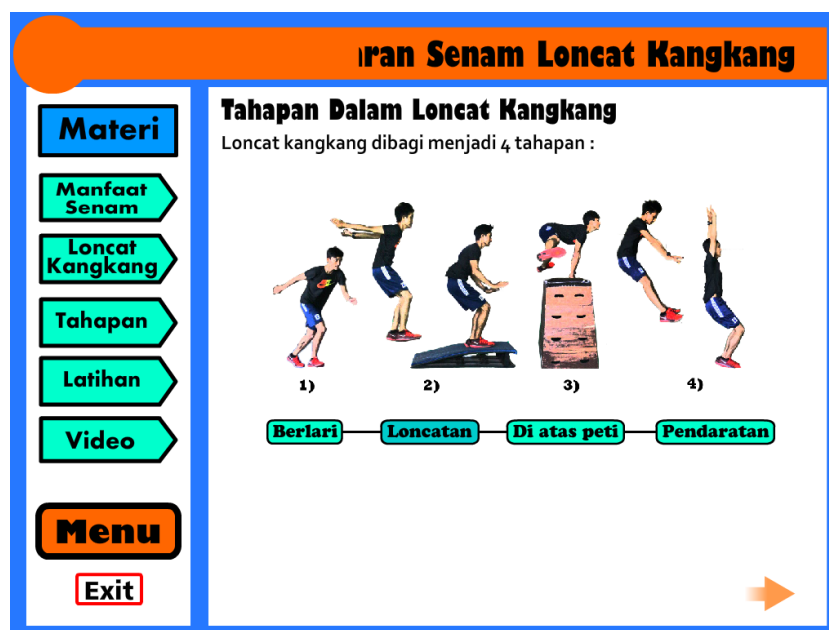 ran Senam Loncat Kangkang
Materi
Manfaat
Senam
Loncat
Kangkang
Tahapan
Latihan
Video
Menu
Exit
Tahapan Dalam Loncat Kangkang
Loncat kangkang dibagi menjadi 4 tahapan :
1) 2) 3) 4)
Berlari Loncatan Di atas peti Pendaratan